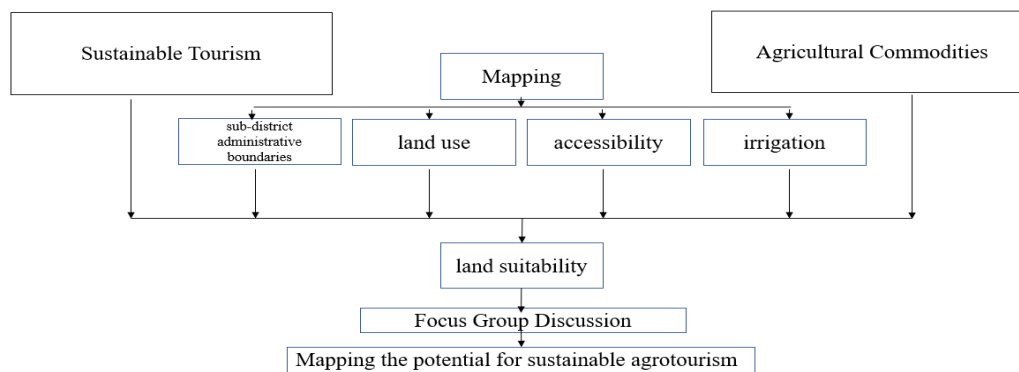 Sustainable Tourism
Agricultural Commodities
Mapping
sub-district
administrative
boundaries
land use
accessibility
irrigation
land suitability
Focus Group Discussion
Mapping the potential for sustainable agrotourism